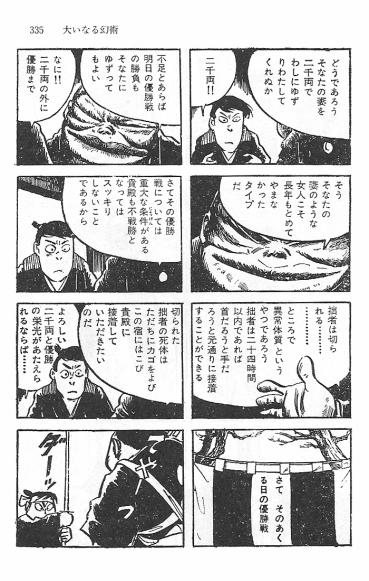 335　大いなる幻術
どうであろう
そなたの妾を
二千両で
わしにゆず
りわたして
くれぬか
二千両!!
不足とあらば
明日の優勝戦
の勝負も
そなたに
ゆずって
もよい
なに!!
二千両の外に
優勝まで
そう
そなたの
妾のような
女人こそ
長年もとめて
やまな
かった
タイプ
だ
さてその優勝
戦については
重大な条件がある
貴殿も不戦勝と
なっては
スッキリ
しないこと
であるから
拙者は切ら
れる…………
…………
ところで
異常体質という
やつであろう
拙者は二十四時間
以内であれば
首だろうと手だ
ろうと元通りに接着
することができる
切られた
拙者の死体は
ただちにカゴをよび
この宿にはこび
貴殿に
接着して
いただきたい
のだ
よろしい
二千両と優勝
の栄光があたえら
れるならば……
さて　そのあく
る日の優勝戦
ダーッ